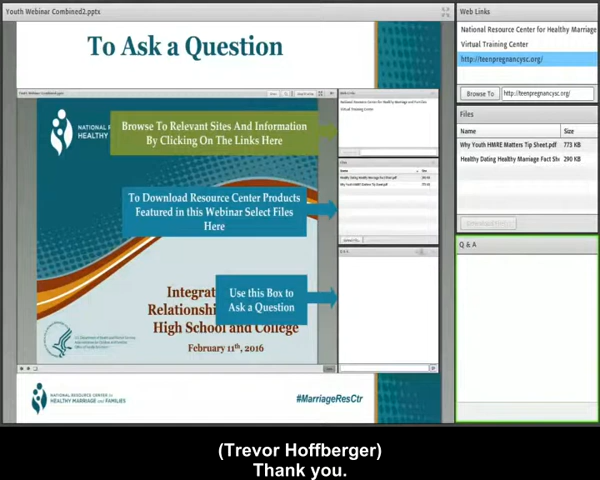 Youth Webinar Combined2.pptx
To Ask a Question
NATIONAL R
HEALTHY
Browse To Relevant Sites And Information
By Clicking On The Links Here
To Download Resource Center Products
Featured in this Webinar Select Files
Here
Use this Box to
Ask a Question
Integrat
Relationsh
High School and College
February 11th, 2016
NATIONAL RESOURCE CENTER for
HEALTHY MARRIAGE AND FAMILIES
#MarriageResCtr
Web Links
National Resource Center for Healthy Marriage
Virtual Training Center
http://teenpregnancysc.org/
Browse To
http://teenpregnancysc.org/
Files
Name
Size
Why Youth HMRE Matters Tip Sheet.pdf
773 KB
Healthy Dating Healthy Marriage Fact She
290 KB
Q & A
(Trevor Hoffberger)
Thank you.